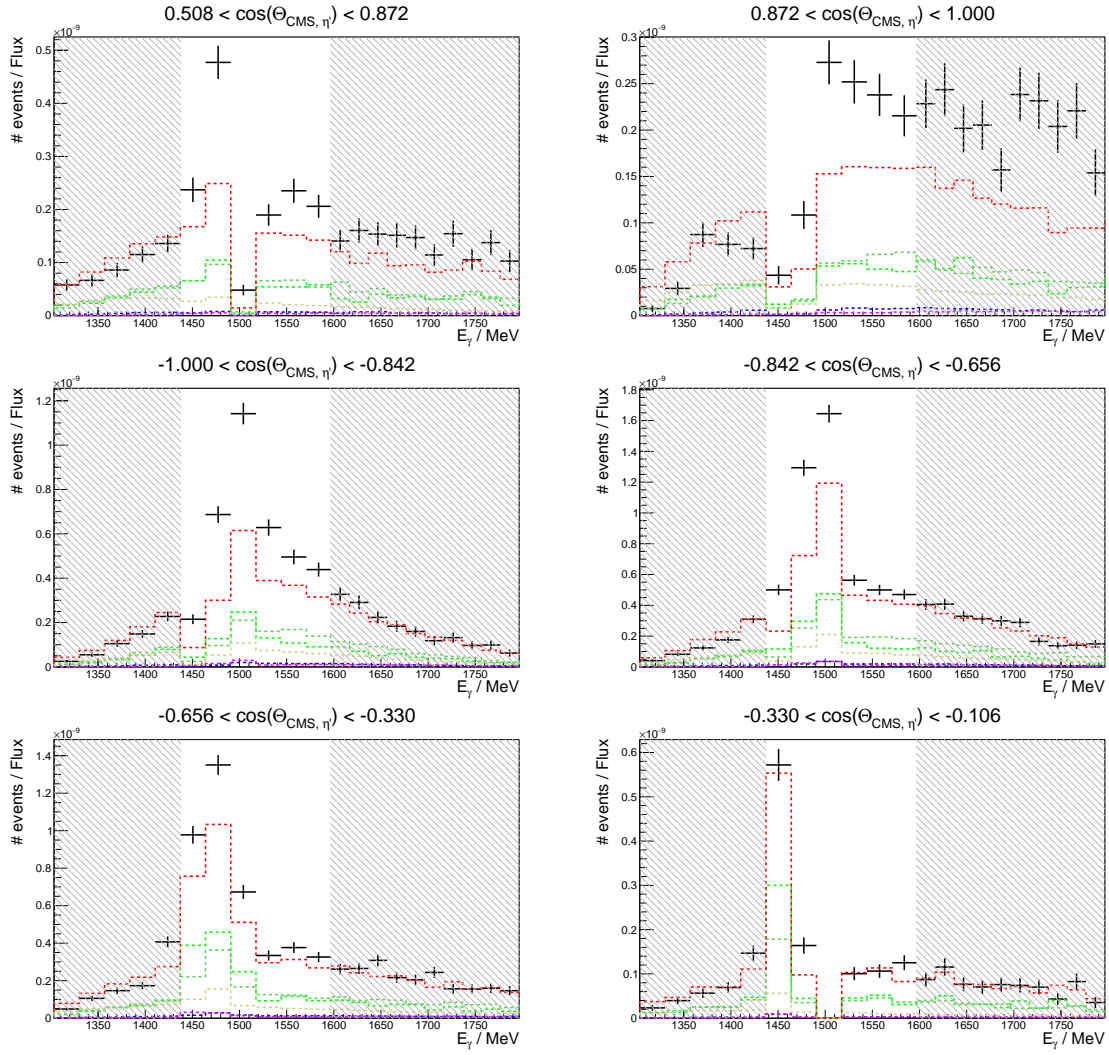 0.508 < cos(Θ_CMS, η') < 0.872
×10⁻⁹
# events / Flux
0.5
0.4
0.3
0.2
0.1
0
1350 1400 1450 1500 1550 1600 1650 1700 1750
E_γ / MeV
0.872 < cos(Θ_CMS, η') < 1.000
×10⁻⁹
# events / Flux
0.3
0.25
0.2
0.15
0.1
0.05
0
1350 1400 1450 1500 1550 1600 1650 1700 1750
E_γ / MeV
-1.000 < cos(Θ_CMS, η') < -0.842
×10⁻⁹
# events / Flux
1.2
1
0.8
0.6
0.4
0.2
0
1350 1400 1450 1500 1550 1600 1650 1700 1750
E_γ / MeV
-0.842 < cos(Θ_CMS, η') < -0.656
×10⁻⁹
# events / Flux
1.8
1.6
1.4
1.2
1
0.8
0.6
0.4
0.2
0
1350 1400 1450 1500 1550 1600 1650 1700 1750
E_γ / MeV
-0.656 < cos(Θ_CMS, η') < -0.330
×10⁻⁹
# events / Flux
1.4
1.2
1
0.8
0.6
0.4
0.2
0
1350 1400 1450 1500 1550 1600 1650 1700 1750
E_γ / MeV
-0.330 < cos(Θ_CMS, η') < -0.106
×10⁻⁹
# events / Flux
0.6
0.5
0.4
0.3
0.2
0.1
0
1350 1400 1450 1500 1550 1600 1650 1700 1750
E_γ / MeV